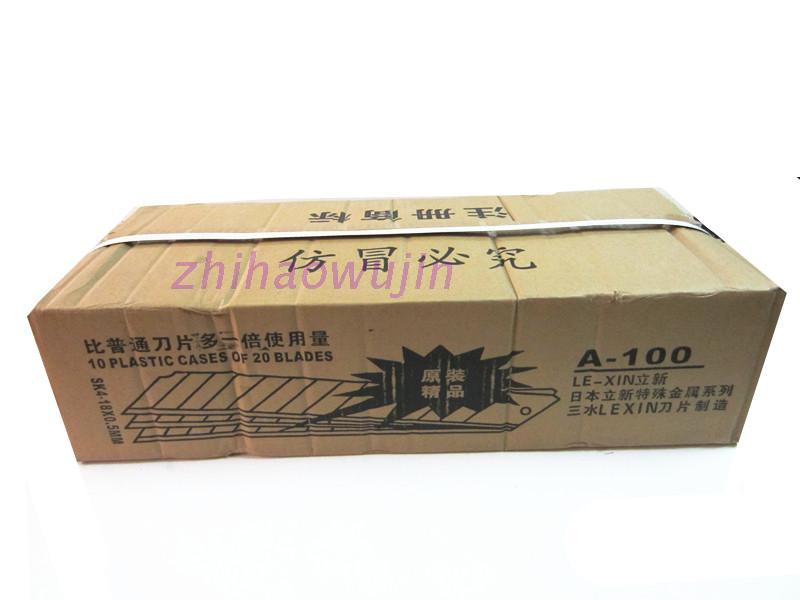 注册商标
仿冒必究
zhihaowujin
比普通刀片多一倍使用量
10 PLASTIC CASES OF 20 BLADES
SK4-18X0.5MM
原装
精品
A-100
LE-XIN立新
日本立新特殊金属系列
三水LEXIN刀片制造